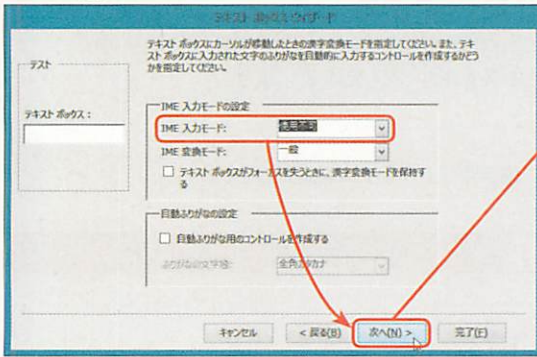 テキスト ボックス ウィザード
テスト
テキスト ボックス：
テキスト ボックスにカーソルが移動したときの漢字変換モードを指定してください。また、テキ
スト ボックスに入力された文字のふりがなを自動的に入力するコントロールを作成するかどう
かを指定してください。
IME 入力モードの設定
IME 入力モード:
使用不可
IME 変換モード:
一般
テキスト ボックスがフォーカスを失うときに、漢字変換モードを保持す
る
自動ふりがなの設定
自動ふりがな用のコントロールを作成する
ふりがなの文字種:
全角カタカナ
キャンセル
< 戻る(B)
次へ(N) >
完了(F)